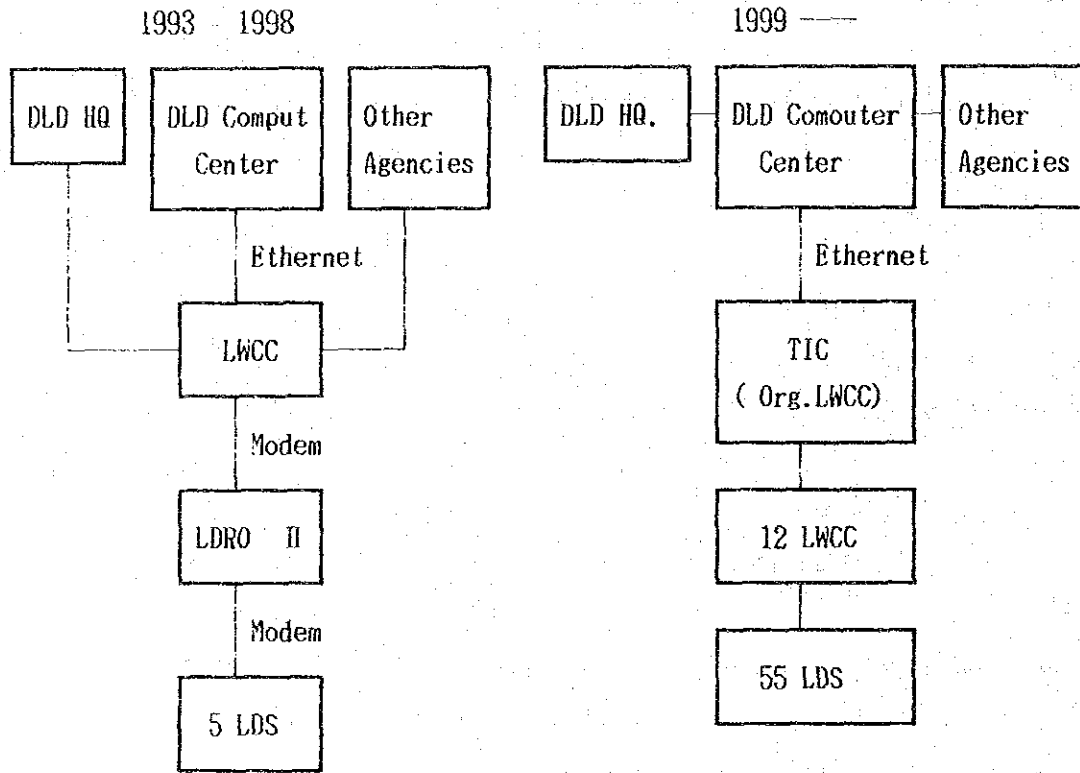 1993 - 1998
DLD HQ
DLD Comput
Center
Other
Agencies
Ethernet
LWCC
Modem
LDRO II
Modem
5 LDS
1999 ——
DLD HQ.
DLD Comouter
Center
Other
Agencies
Ethernet
TIC
( Org.LWCC)
12 LWCC
55 LDS